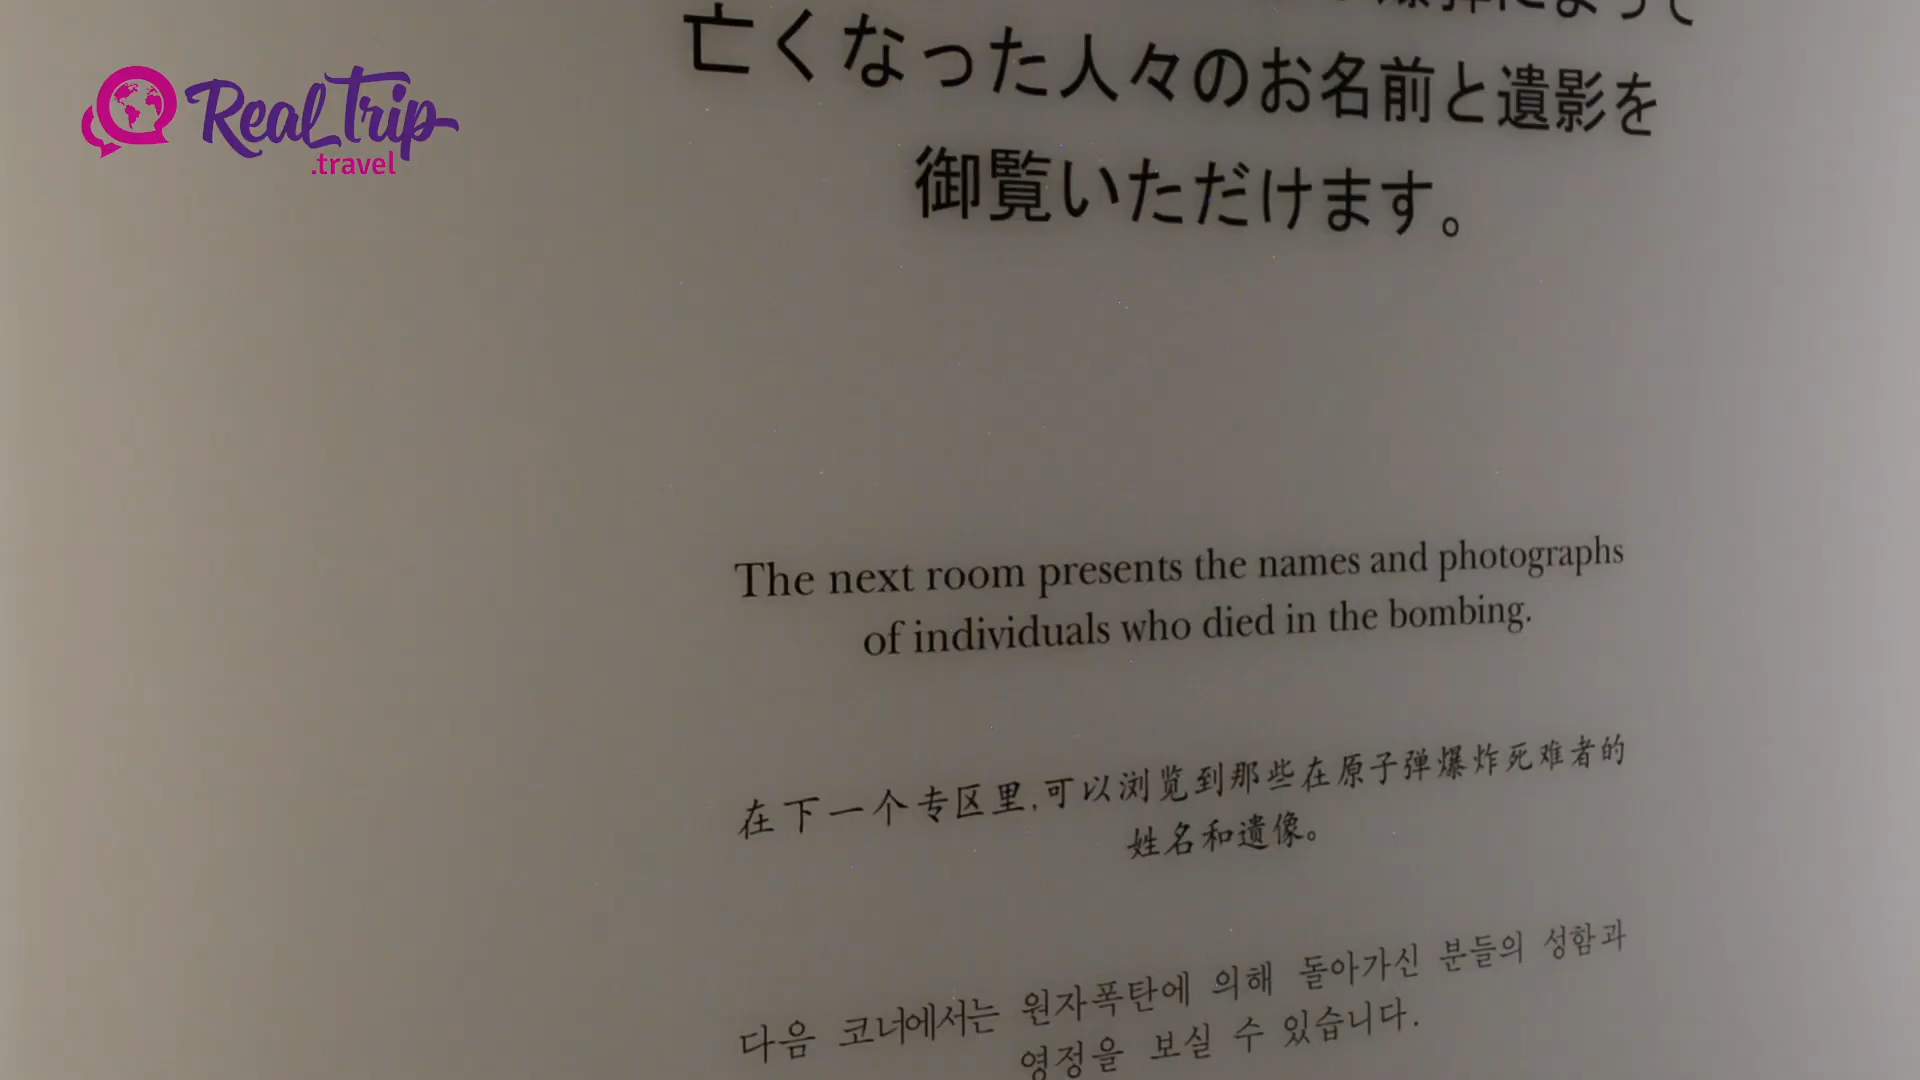 Real Trip
.travel
亡くなった人々のお名前と遺影を
御覧いただけます。
The next room presents the names and photographs
of individuals who died in the bombing.
在下一个专区里,可以浏览到那些在原子弹爆炸死难者的
姓名和遗像。
다음 코너에서는 원자폭탄에 의해 돌아가신 분들의 성함과
영정을 보실 수 있습니다.